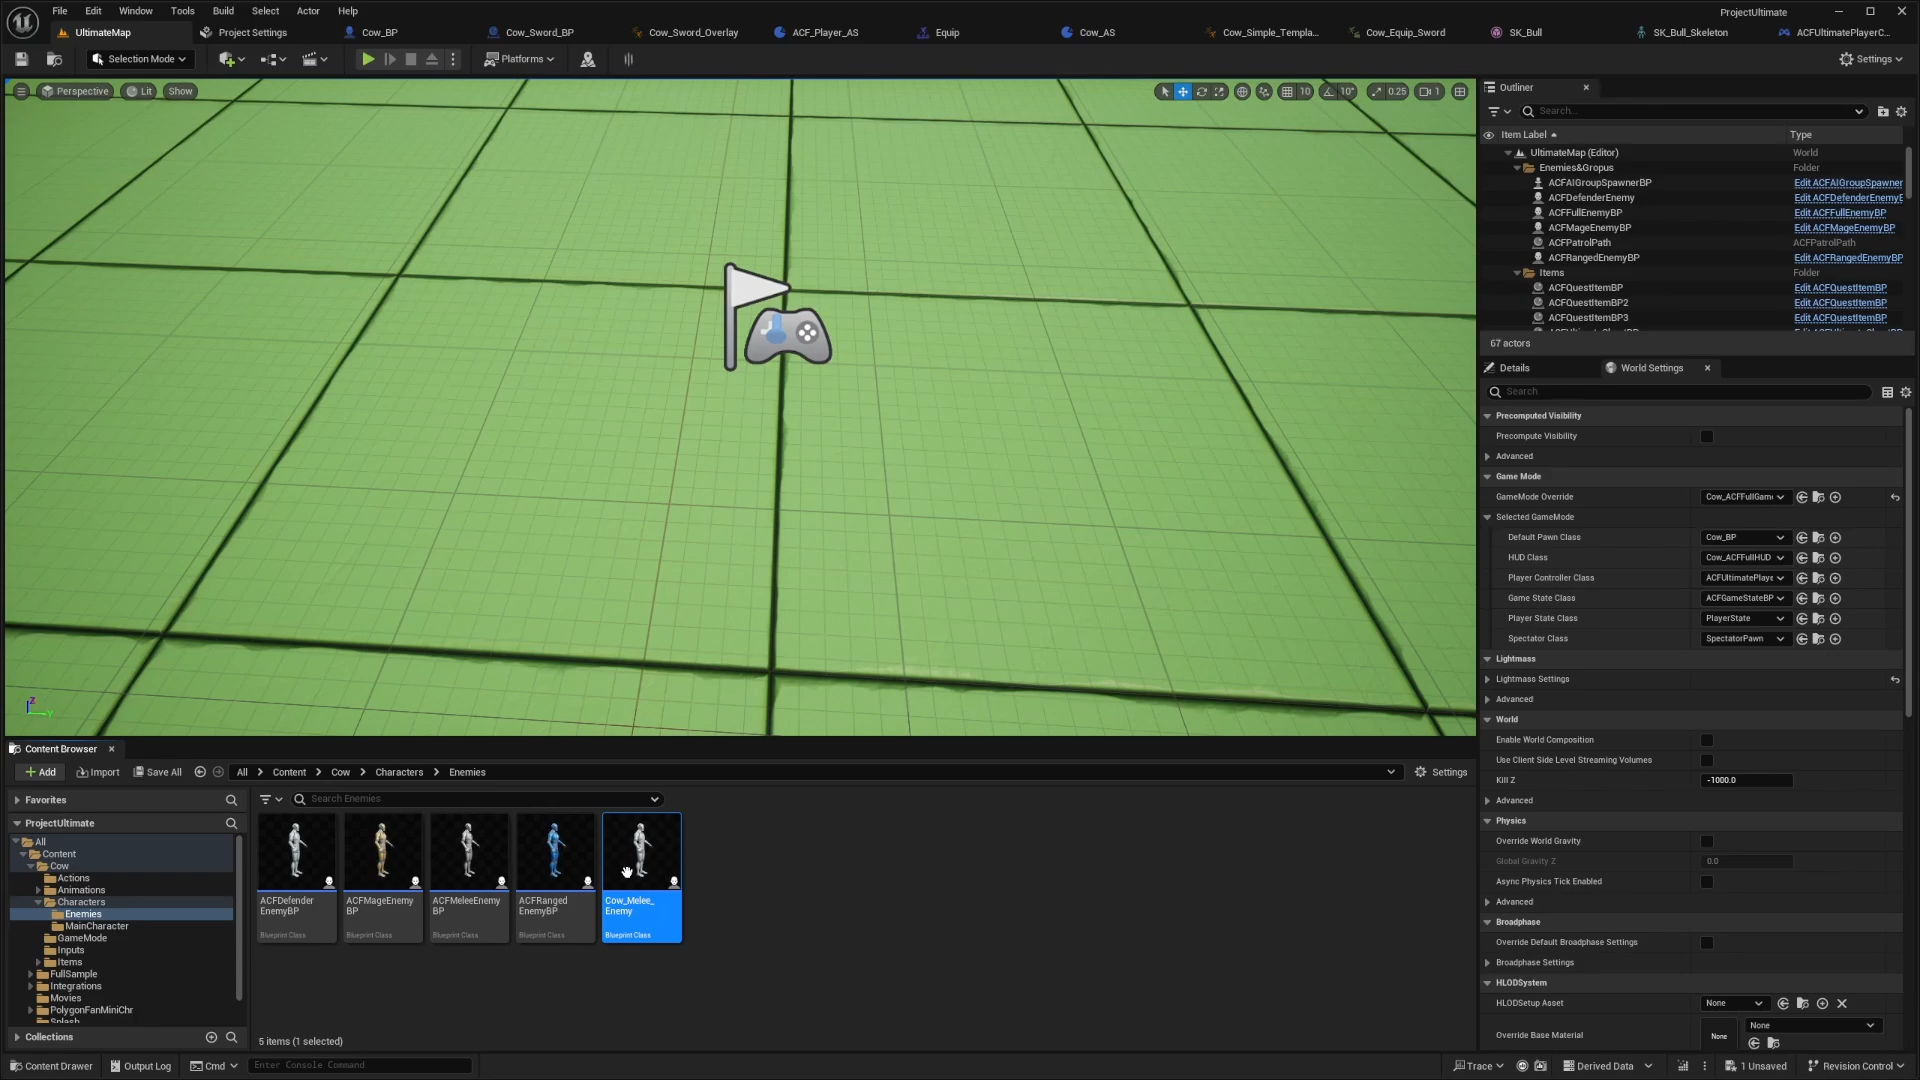 File Edit Window Tools Build Select Actor Help
ProjectUltimate
UltimateMap Project Settings Cow_BP Cow_Sword_BP Cow_Sword_Overlay ACF_Player_AS Equip Cow_AS Cow_Simple_Templa... Cow_Equip_Sword SK_Bull SK_Bull_Skeleton ACFUltimatePlayerC...
Selection Mode Platforms Settings
Perspective Lit Show 10 10° 0.25 1
Outliner
Search...
Item Label Type
UltimateMap (Editor) World
Enemies&Gropus Folder
ACFAIGroupSpawnerBP Edit ACFAIGroupSpawner
ACFDefenderEnemy Edit ACFDefenderEnemyE
ACFFullEnemyBP Edit ACFFullEnemyBP
ACFMageEnemyBP Edit ACFMageEnemyBP
ACFPatrolPath ACFPatrolPath
ACFRangedEnemyBP Edit ACFRangedEnemyBP
Items Folder
ACFQuestItemBP Edit ACFQuestItemBP
ACFQuestItemBP2 Edit ACFQuestItemBP
ACFQuestItemBP3 Edit ACFQuestItemBP
67 actors
Details World Settings
Search
Precomputed Visibility
Precompute Visibility
Advanced
Game Mode
GameMode Override Cow_ACFFullGam
Selected GameMode
Default Pawn Class Cow_BP
HUD Class Cow_ACFFullHUD
Player Controller Class ACFUltimatePlaye
Game State Class ACFGameStateBP
Player State Class PlayerState
Spectator Class SpectatorPawn
Lightmass
Lightmass Settings
Advanced
World
Enable World Composition
Use Client Side Level Streaming Volumes
Kill Z -1000.0
Advanced
Physics
Override World Gravity
Global Gravity Z 0.0
Async Physics Tick Enabled
Advanced
Broadphase
Override Default Broadphase Settings
Broadphase Settings
HLODSystem
HLODSetup Asset None
Override Base Material None None
Z Y
Content Browser
Add Import Save All All Content Cow Characters Enemies Settings
Favorites
ProjectUltimate
All
Content
Cow
Actions
Animations
Characters
Enemies
MainCharacter
GameMode
Inputs
Items
FullSample
Integrations
Movies
PolygonFanMiniChr
Splash
Collections
Search Enemies
ACFDefender
EnemyBP
Blueprint Class
ACFMageEnemy
BP
Blueprint Class
ACFMeleeEnemy
BP
Blueprint Class
ACFRanged
EnemyBP
Blueprint Class
Cow_Melee_
Enemy
Blueprint Class
5 items (1 selected)
Content Drawer Output Log Cmd Enter Console Command Trace Derived Data 1 Unsaved Revision Control